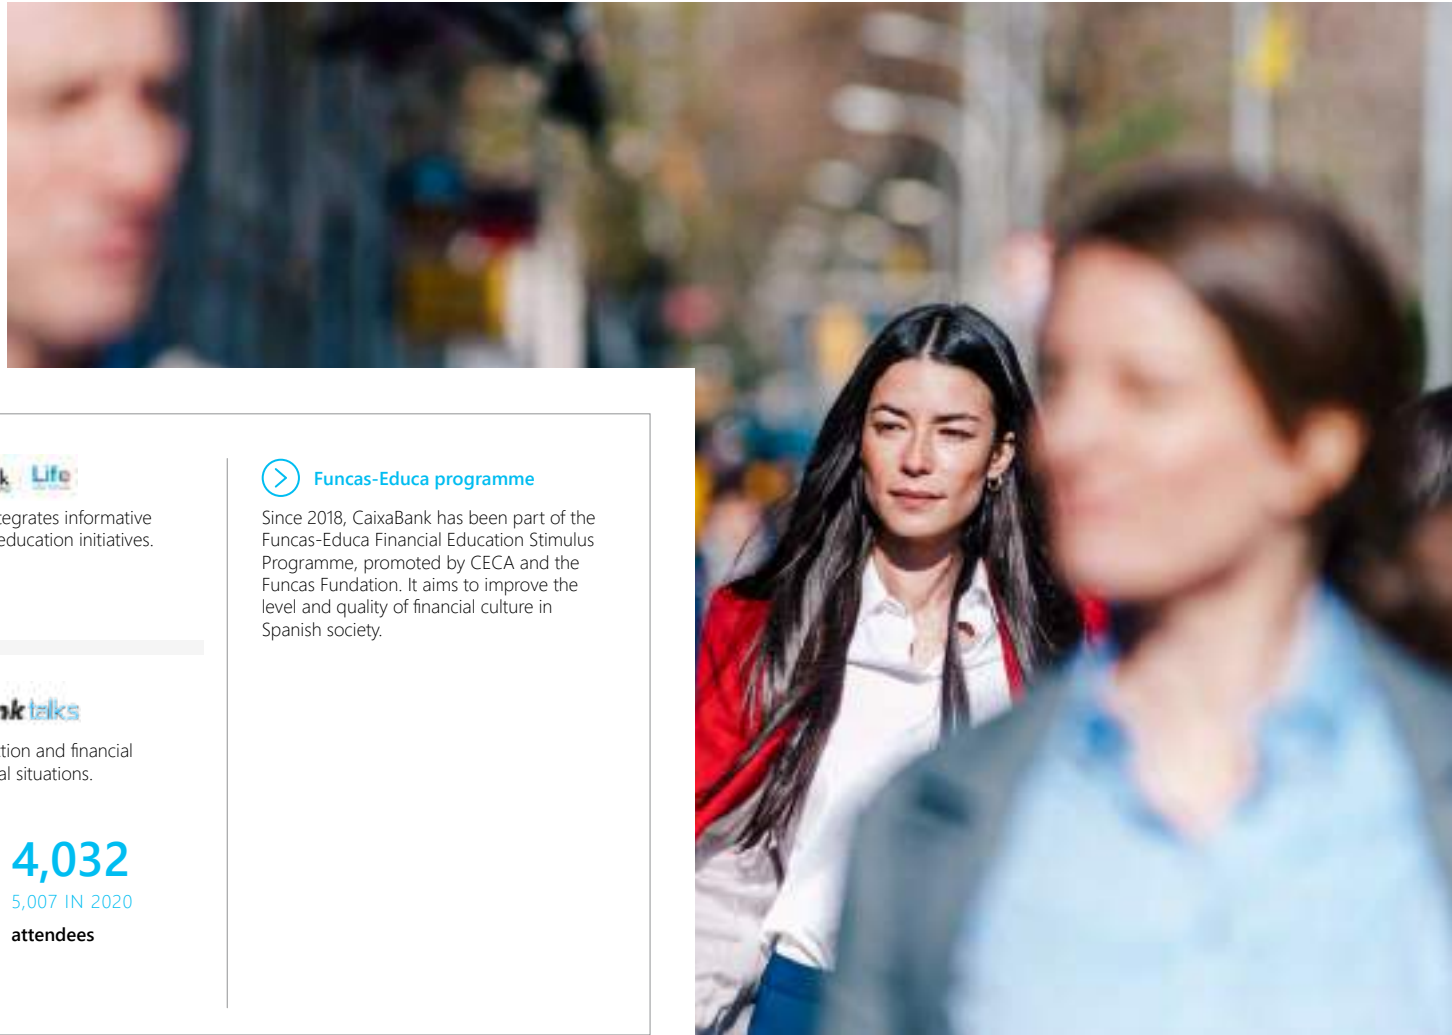 k Life
tegrates informative
education initiatives.
nk talks
tion and financial
al situations.
4,032
5,007 IN 2020
attendees
Funcas-Educa programme
Since 2018, CaixaBank has been part of the
Funcas-Educa Financial Education Stimulus
Programme, promoted by CECA and the
Funcas Fundation. It aims to improve the
level and quality of financial culture in
Spanish society.